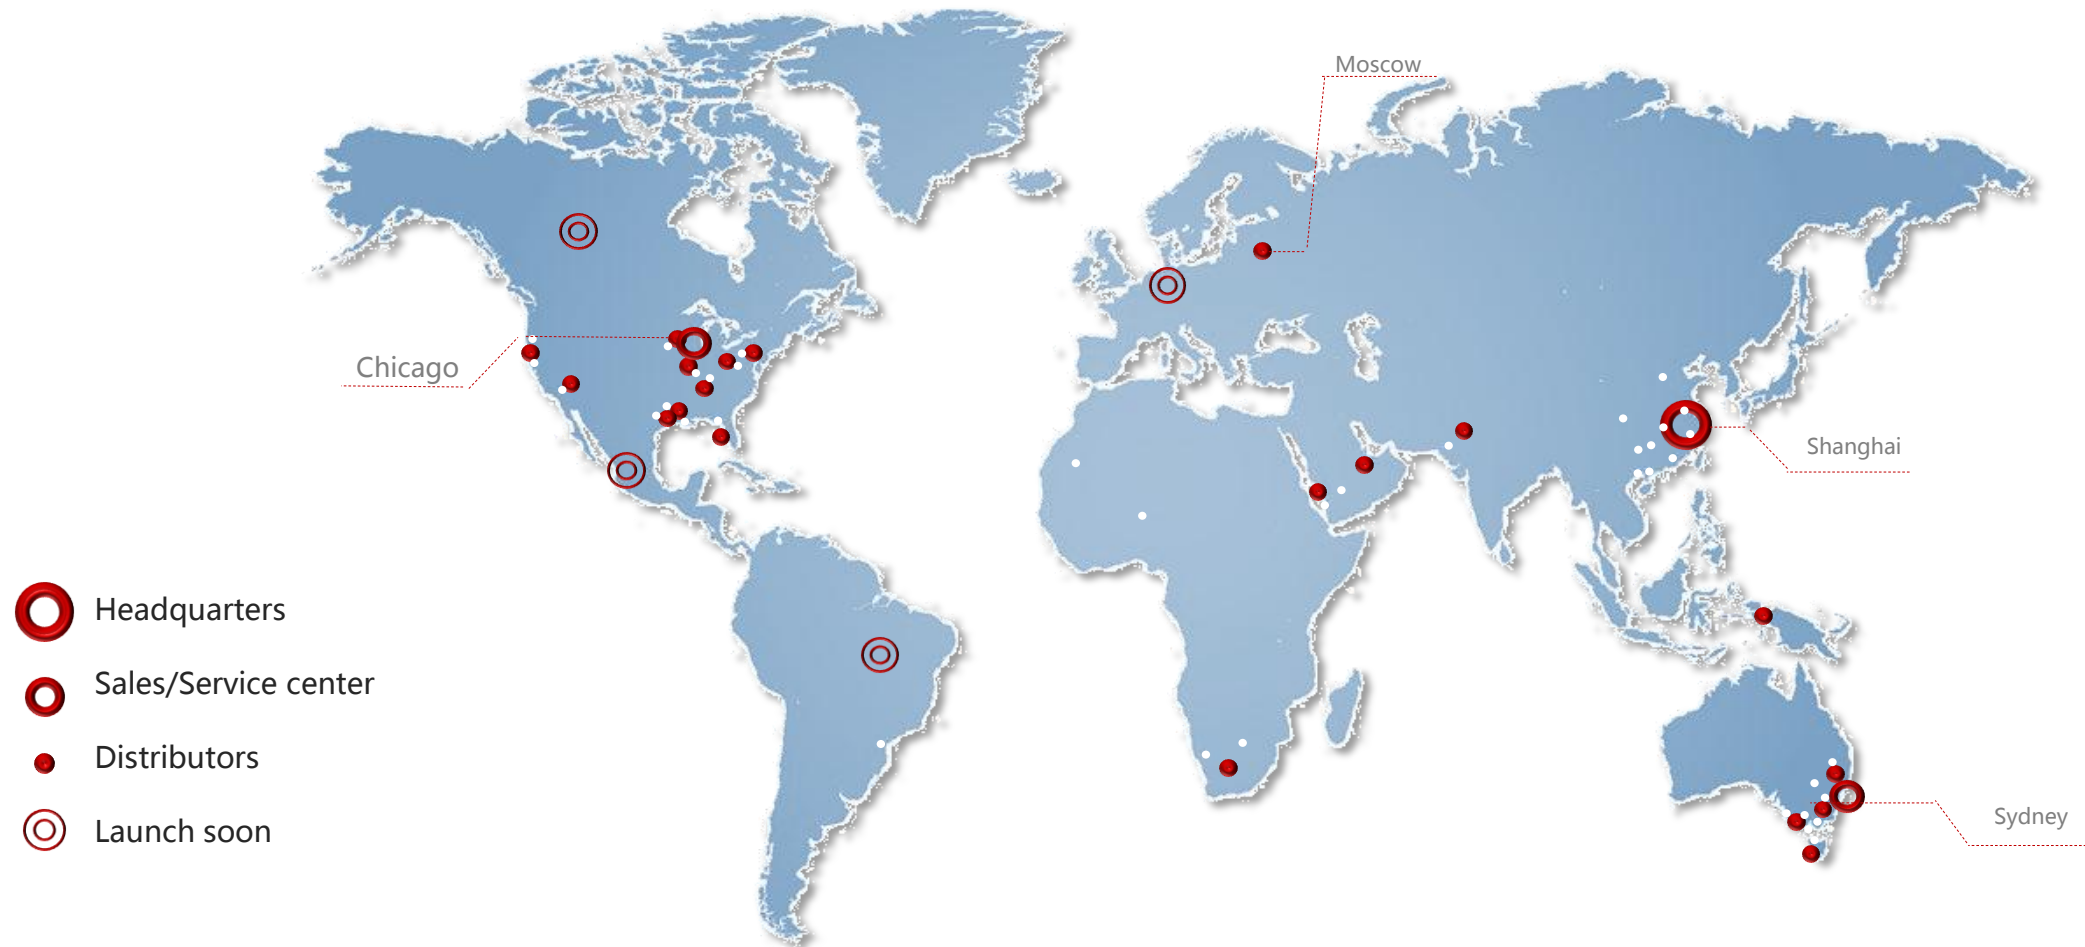 Moscow
Chicago
Shanghai
Headquarters
Sales/Service center
Distributors
Launch soon
Sydney